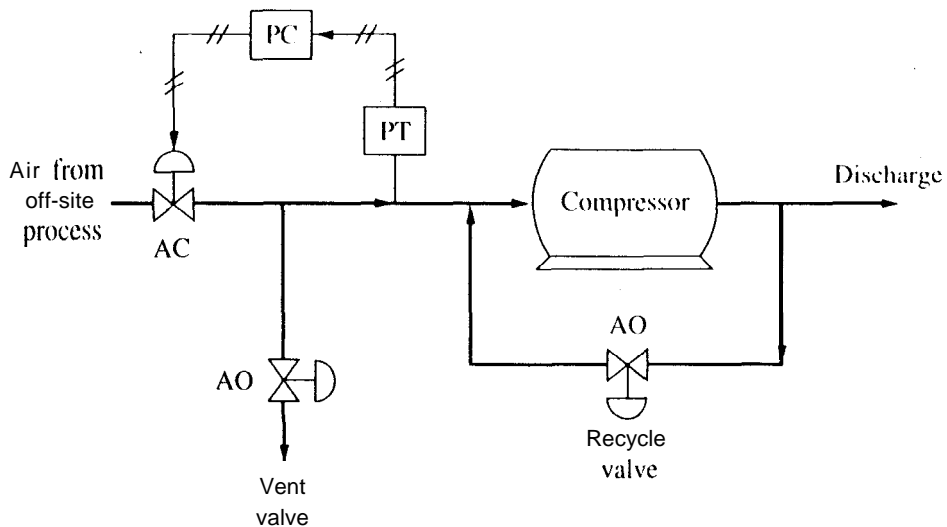 PC
PT
Air from
off-site
process
AC
Compressor
Discharge
AO
AO
Recycle
valve
Vent
valve